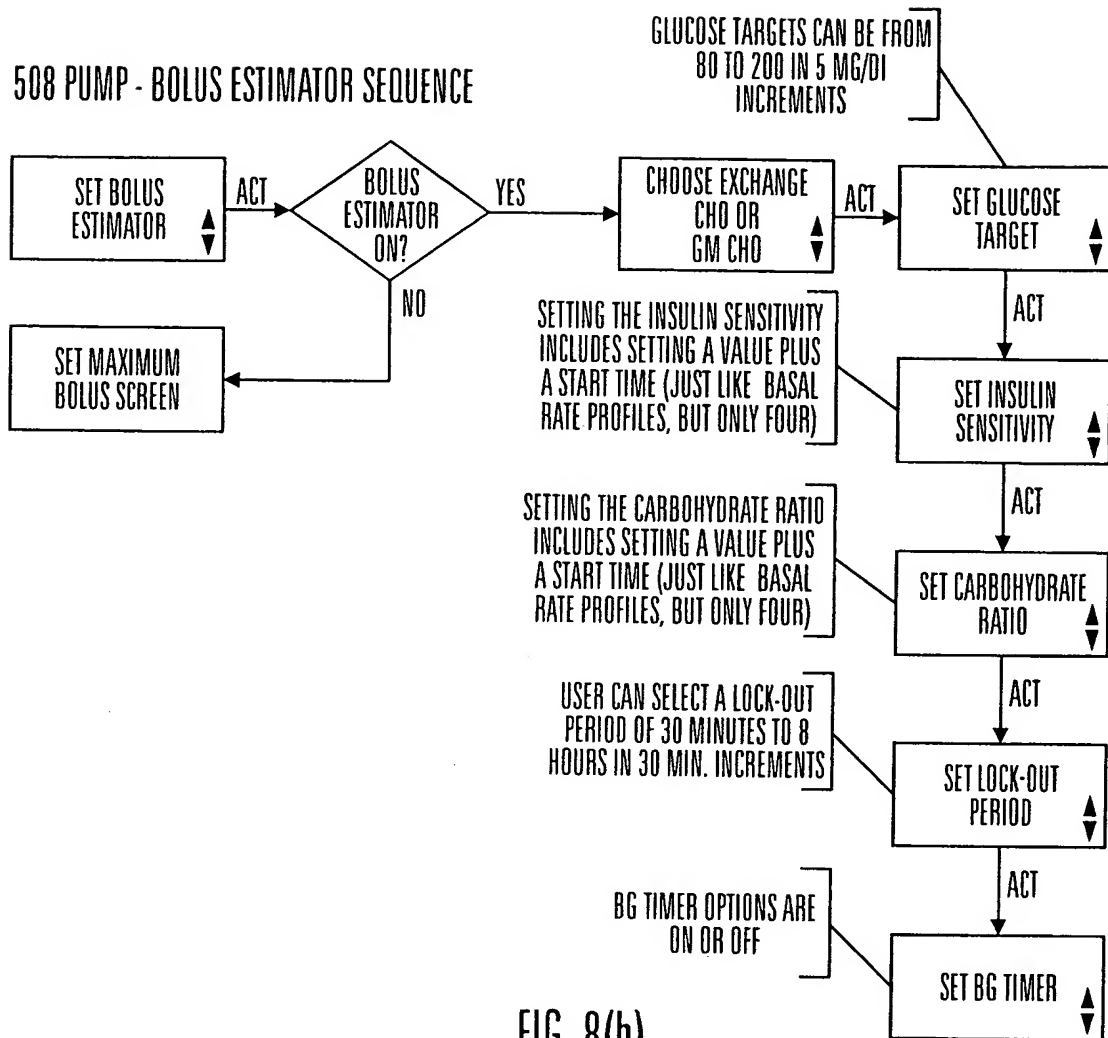 GLUCOSE TARGETS CAN BE FROM
80 TO 200 IN 5 MG/DI
INCREMENTS
508 PUMP - BOLUS ESTIMATOR SEQUENCE
SET BOLUS
ESTIMATOR
ACT
BOLUS
ESTIMATOR
ON?
YES
CHOOSE EXCHANGE
CHO OR
GM CHO
ACT
SET GLUCOSE
TARGET
NO
SET MAXIMUM
BOLUS SCREEN
ACT
SETTING THE INSULIN SENSITIVITY
INCLUDES SETTING A VALUE PLUS
A START TIME (JUST LIKE BASAL
RATE PROFILES, BUT ONLY FOUR)
SET INSULIN
SENSITIVITY
ACT
SETTING THE CARBOHYDRATE RATIO
INCLUDES SETTING A VALUE PLUS
A START TIME (JUST LIKE BASAL
RATE PROFILES, BUT ONLY FOUR)
SET CARBOHYDRATE
RATIO
ACT
USER CAN SELECT A LOCK-OUT
PERIOD OF 30 MINUTES TO 8
HOURS IN 30 MIN. INCREMENTS
SET LOCK-OUT
PERIOD
ACT
BG TIMER OPTIONS ARE
ON OR OFF
SET BG TIMER
FIG. 8(b)